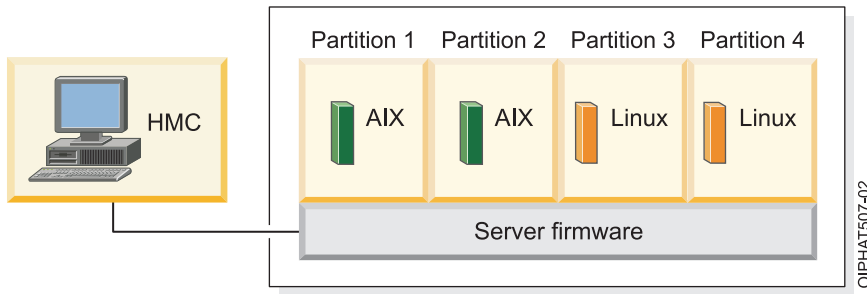 Partition 1 Partition 2 Partition 3 Partition 4
HMC
AIX AIX Linux Linux
Server firmware
OIPHAT507-02